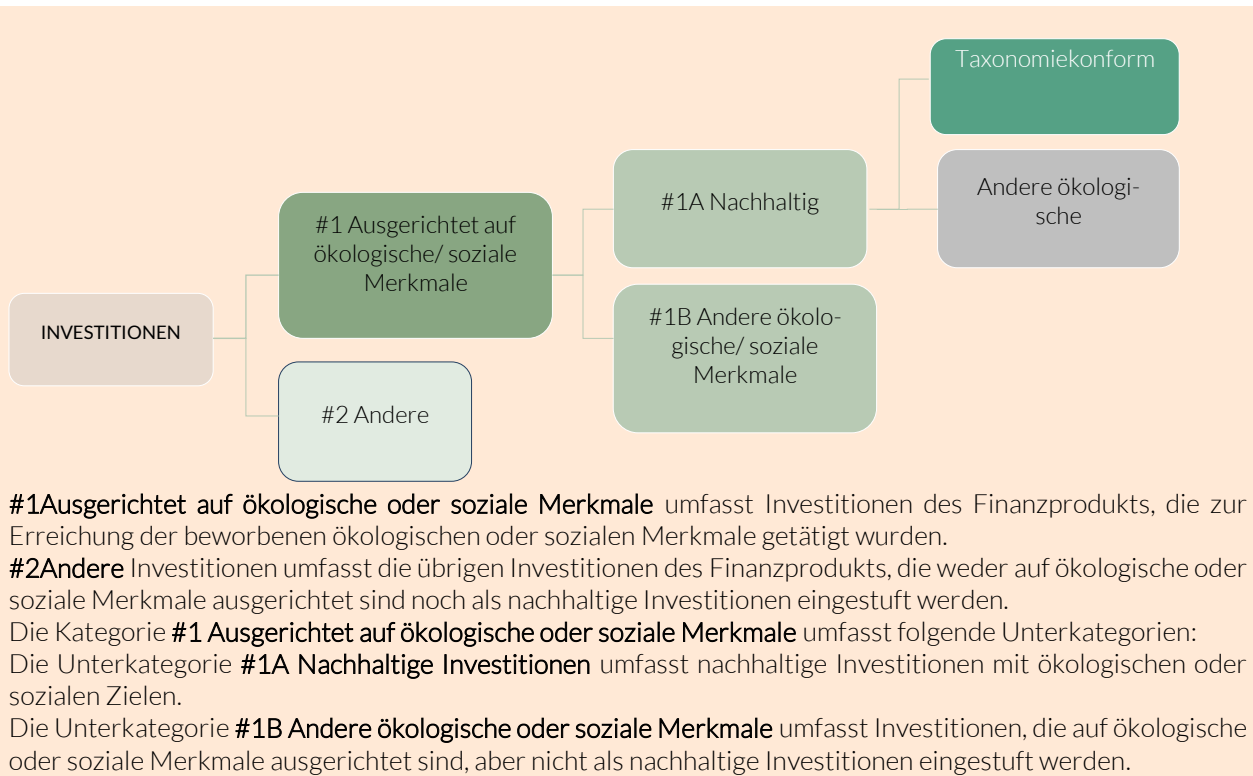 Taxonomiekonform
Andere ökologi-
sche
#1A Nachhaltig
#1 Ausgerichtet auf
ökologische/ soziale
Merkmale
#1B Andere ökolo-
gische/ soziale
Merkmale
INVESTITIONEN
#2 Andere
#1Ausgerichtet auf ökologische oder soziale Merkmale umfasst Investitionen des Finanzprodukts, die zur
Erreichung der beworbenen ökologischen oder sozialen Merkmale getätigt wurden.
#2Andere Investitionen umfasst die übrigen Investitionen des Finanzprodukts, die weder auf ökologische oder
soziale Merkmale ausgerichtet sind noch als nachhaltige Investitionen eingestuft werden.
Die Kategorie #1 Ausgerichtet auf ökologische oder soziale Merkmale umfasst folgende Unterkategorien:
Die Unterkategorie #1A Nachhaltige Investitionen umfasst nachhaltige Investitionen mit ökologischen oder
sozialen Zielen.
Die Unterkategorie #1B Andere ökologische oder soziale Merkmale umfasst Investitionen, die auf ökologische
oder soziale Merkmale ausgerichtet sind, aber nicht als nachhaltige Investitionen eingestuft werden.